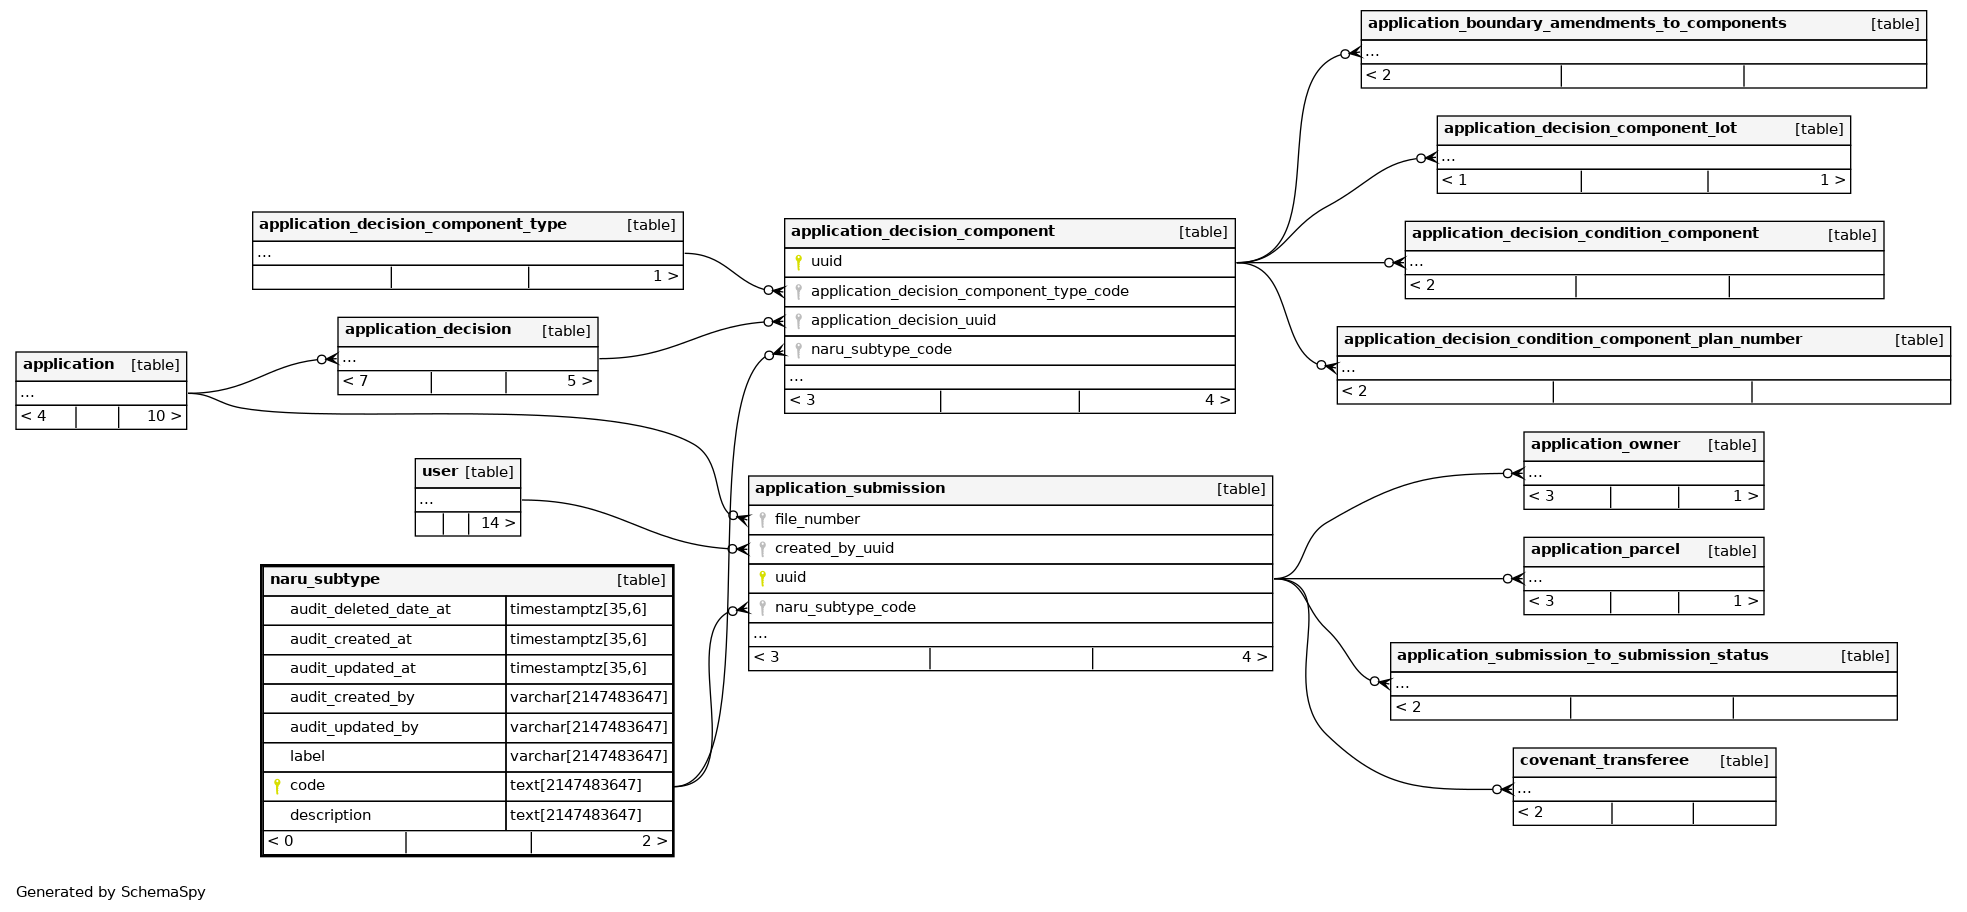 application_boundary_amendments_to_components [table]
...
< 2
application_decision_component_lot [table]
...
< 1 1 >
application_decision_component_type [table]
...
1 >
application_decision_component [table]
uuid
application_decision_component_type_code
application_decision_uuid
naru_subtype_code
...
< 3 4 >
application_decision_condition_component [table]
...
< 2
application_decision [table]
...
< 7 5 >
application_decision_condition_component_plan_number [table]
...
< 2
application [table]
...
< 4 10 >
application_owner [table]
...
< 3 1 >
user [table]
...
14 >
application_submission [table]
file_number
created_by_uuid
uuid
naru_subtype_code
...
< 3 4 >
application_parcel [table]
...
< 3 1 >
naru_subtype [table]
audit_deleted_date_at timestamptz[35,6]
audit_created_at timestamptz[35,6]
audit_updated_at timestamptz[35,6]
audit_created_by varchar[2147483647]
audit_updated_by varchar[2147483647]
label varchar[2147483647]
code text[2147483647]
description text[2147483647]
< 0 2 >
application_submission_to_submission_status [table]
...
< 2
covenant_transferee [table]
...
< 2
Generated by SchemaSpy